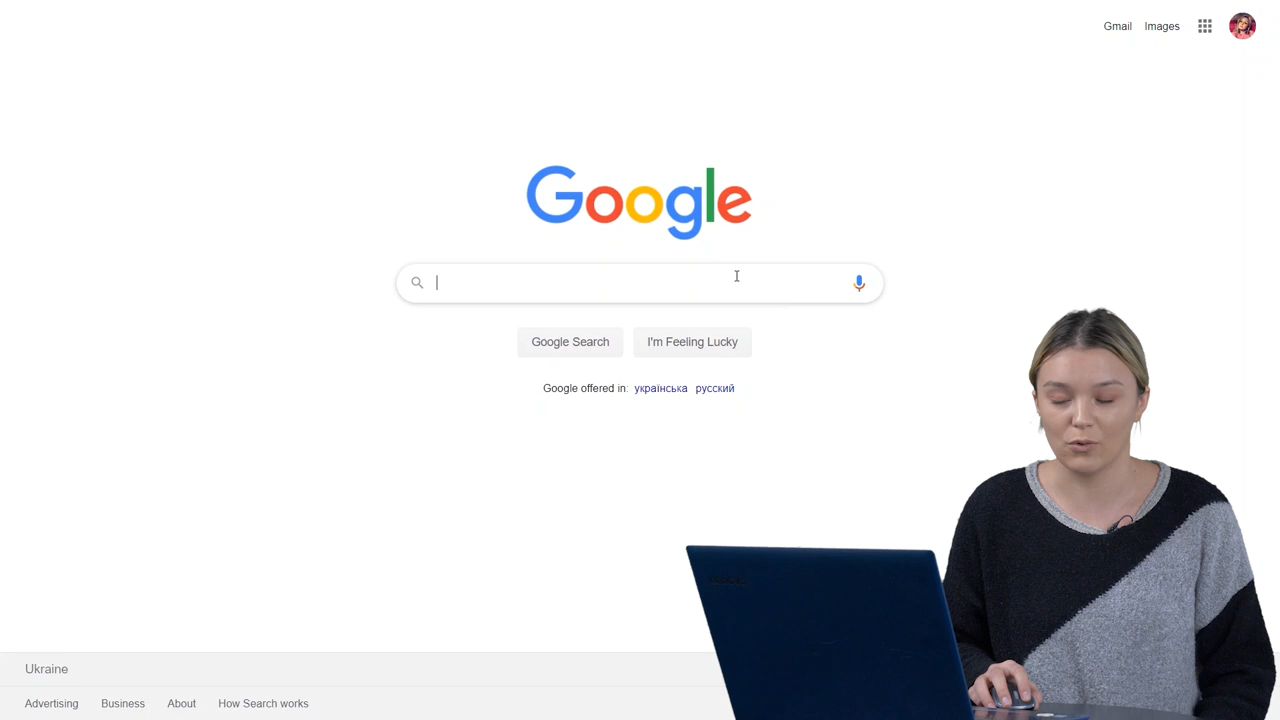 Gmail Images
Google
Google Search I'm Feeling Lucky
Google offered in: українська русский
Ukraine
Advertising Business About How Search works